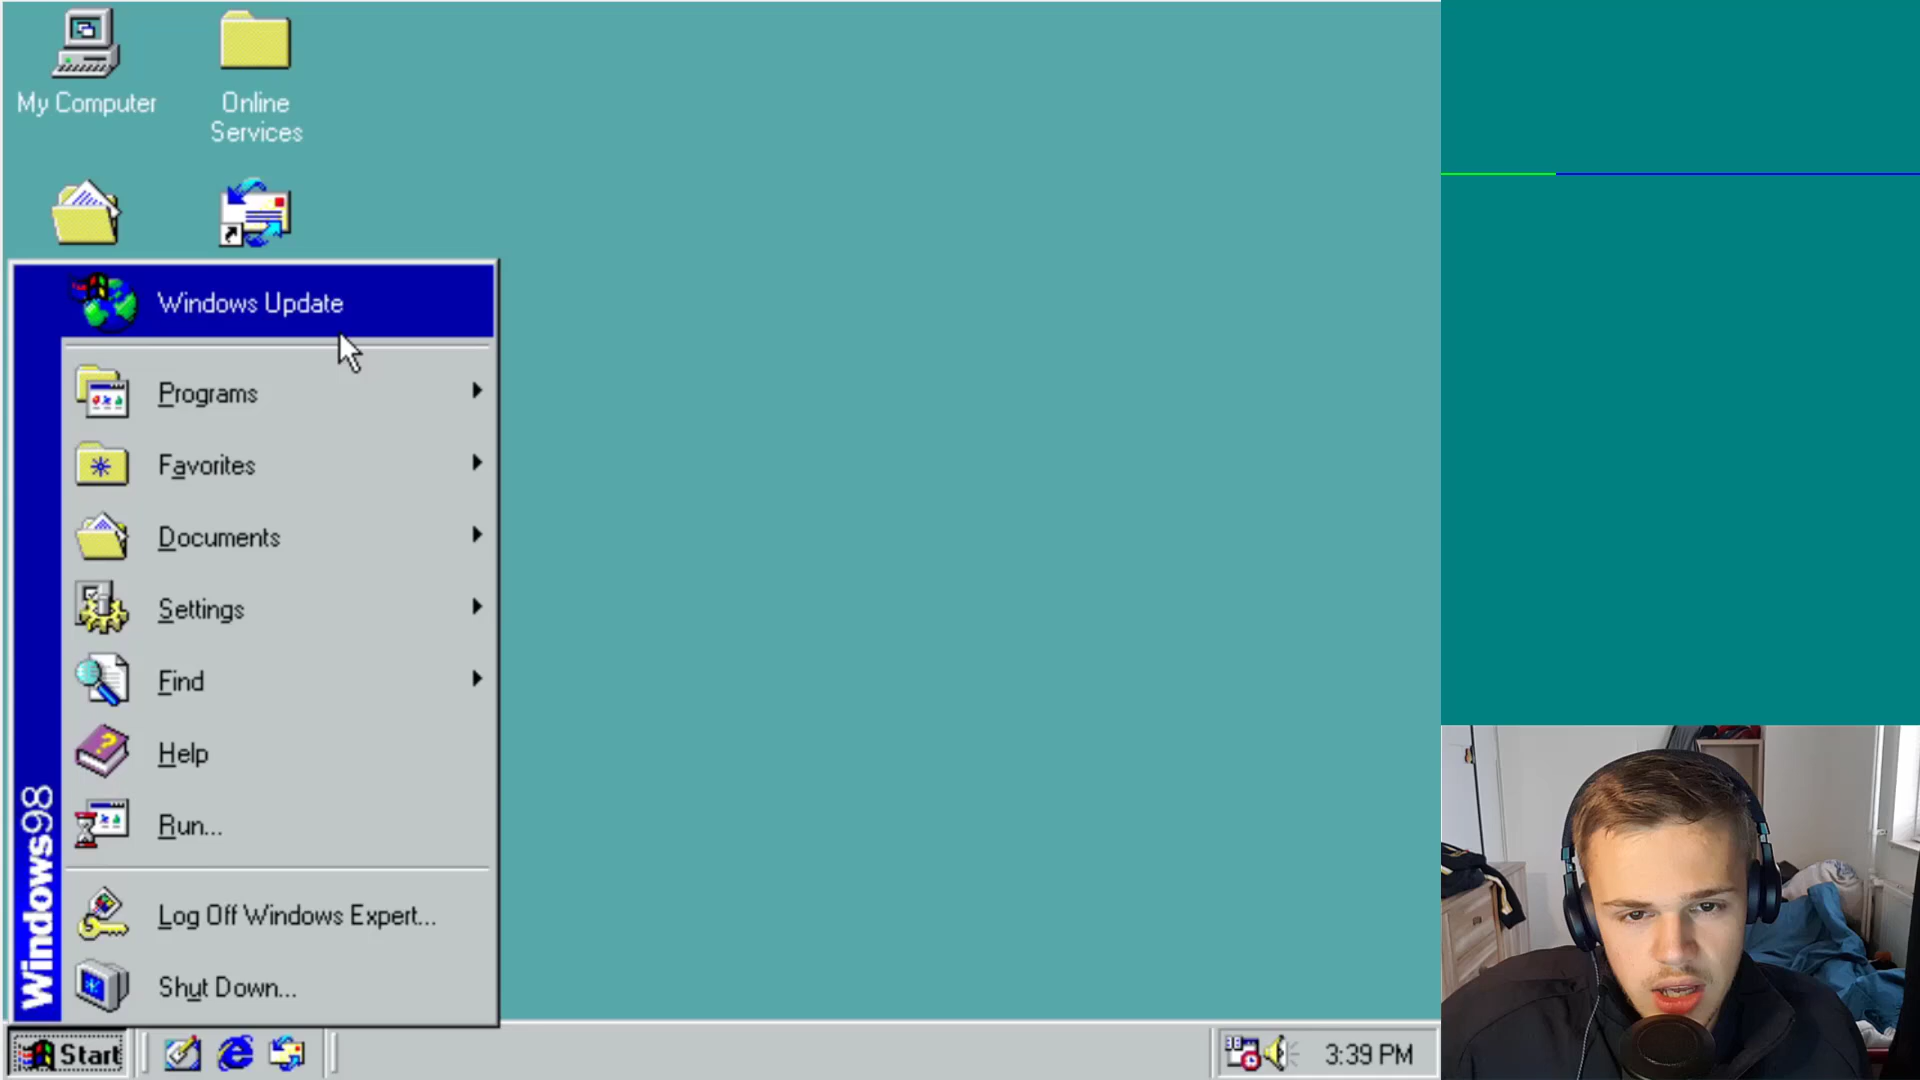 My Computer
Online
Services
Windows Update
Programs
Favorites
Documents
Settings
Find
Help
Run...
Log Off Windows Expert...
Shut Down...
Windows98
Start
3:39 PM